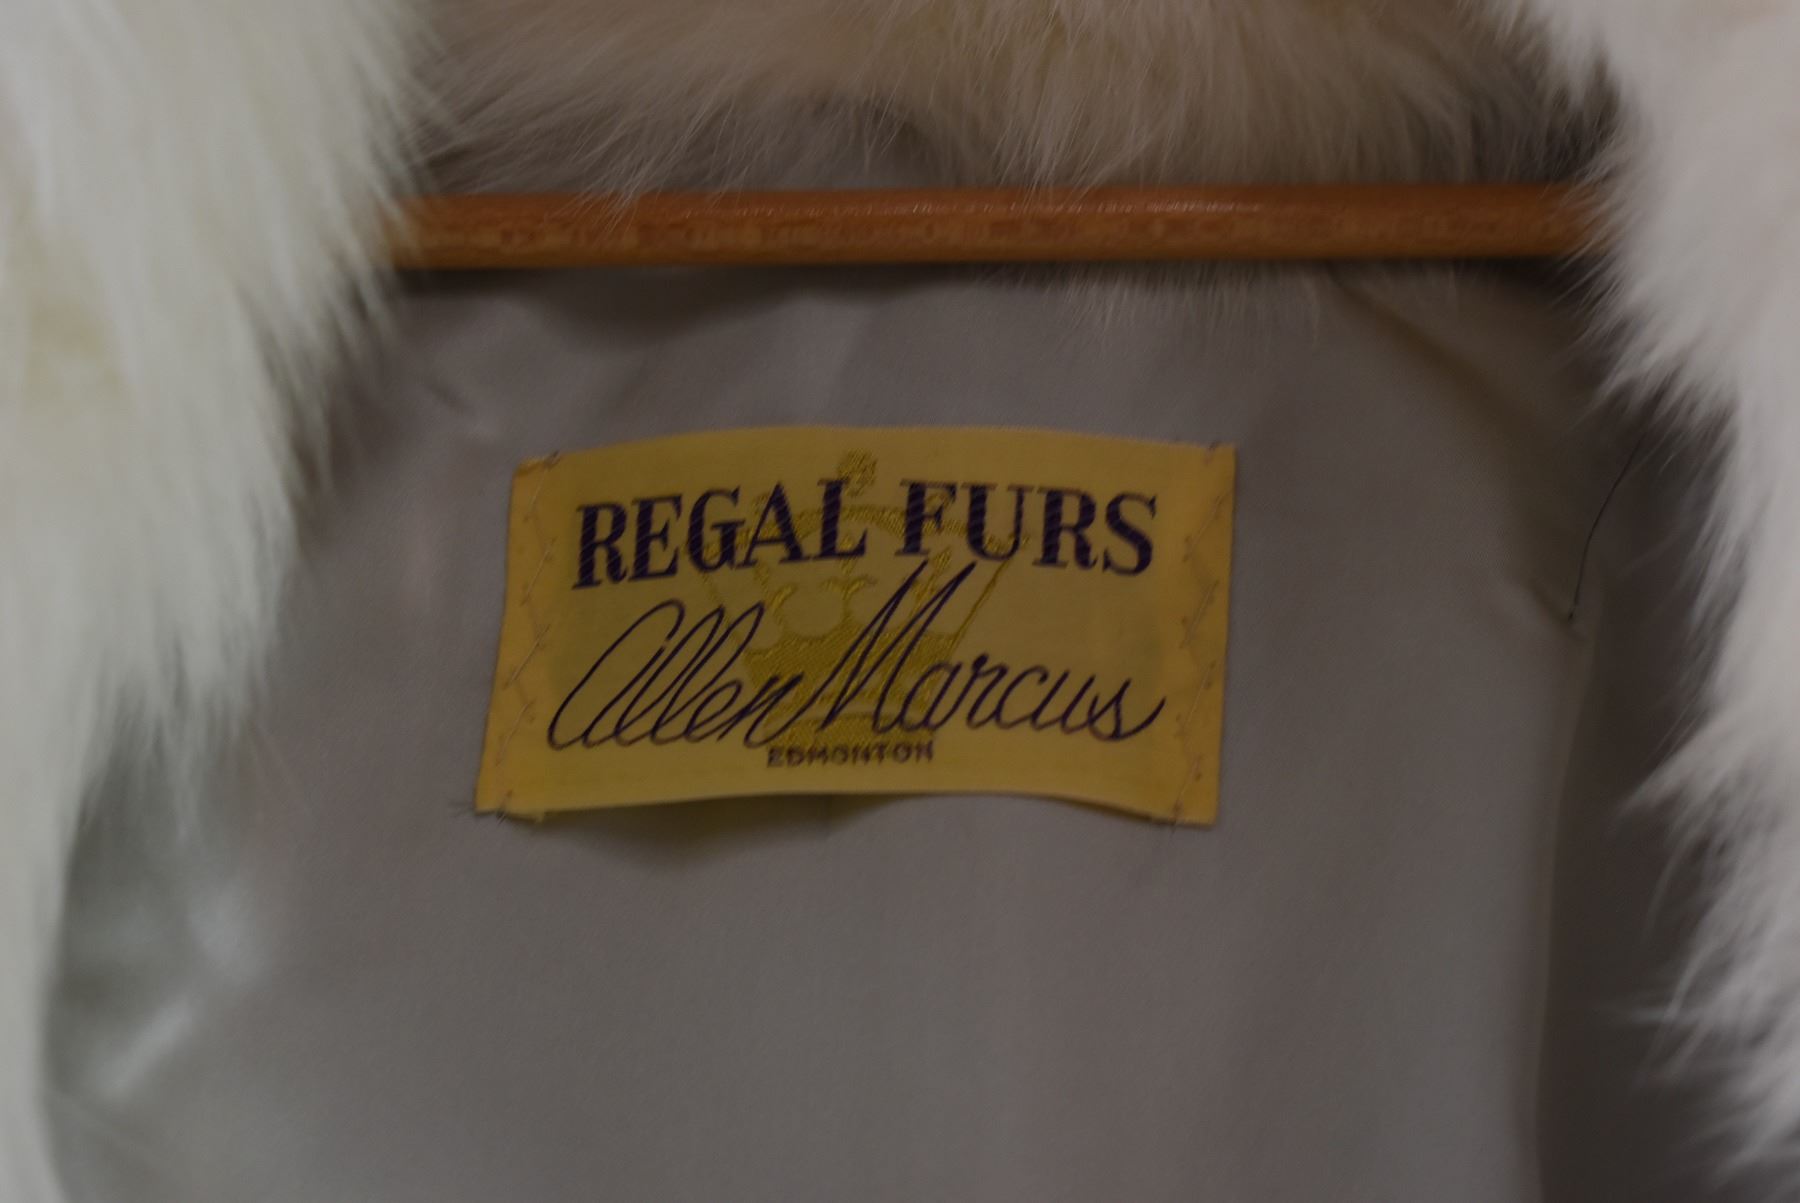 REGAL FURS
Allen Marcus
EDMONTON